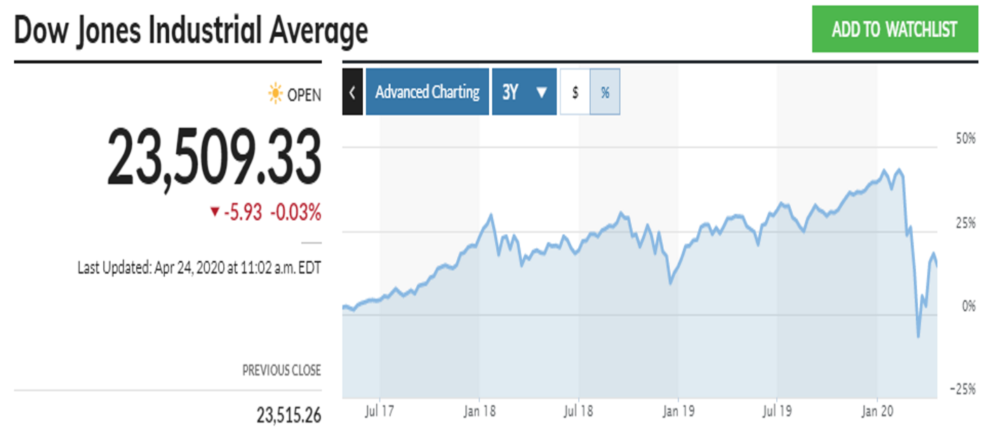 Dow Jones Industrial Average
ADD TO WATCHLIST
OPEN
23,509.33
▼ -5.93 -0.03%
Last Updated: Apr 24, 2020 at 11:02 a.m. EDT
PREVIOUS CLOSE
23,515.26
‹ Advanced Charting 3Y ▼ $ %
50%
25%
0%
-25%
Jul 17 Jan 18 Jul 18 Jan 19 Jul 19 Jan 20